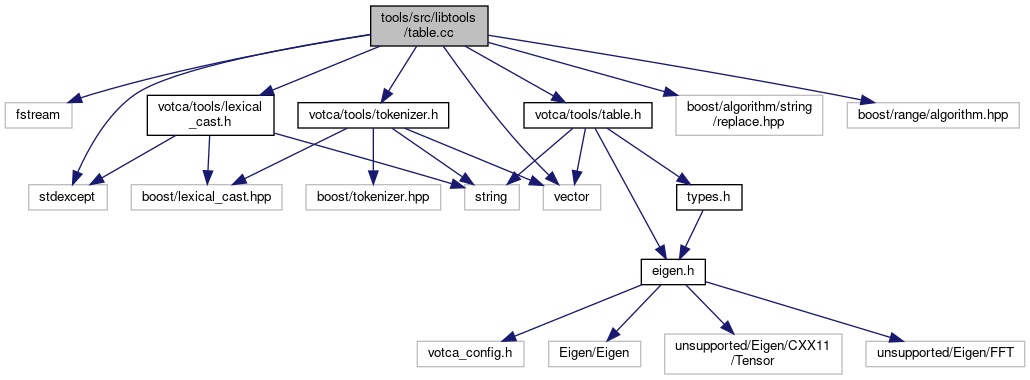 tools/src/libtools
/table.cc
fstream
votca/tools/lexical
_cast.h
votca/tools/tokenizer.h
votca/tools/table.h
boost/algorithm/string
/replace.hpp
boost/range/algorithm.hpp
stdexcept
boost/lexical_cast.hpp
boost/tokenizer.hpp
string
vector
types.h
eigen.h
votca_config.h
Eigen/Eigen
unsupported/Eigen/CXX11
/Tensor
unsupported/Eigen/FFT